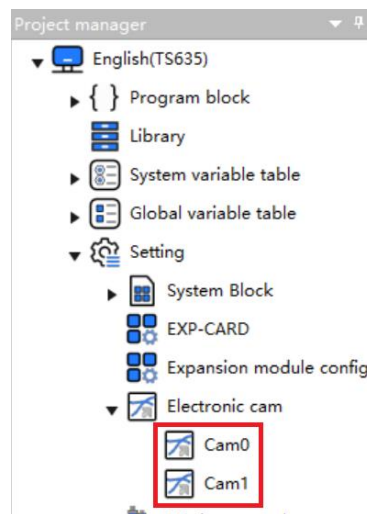 Project manager
English(TS635)
Program block
Library
System variable table
Global variable table
Setting
System Block
EXP-CARD
Expansion module config
Electronic cam
Cam0
Cam1